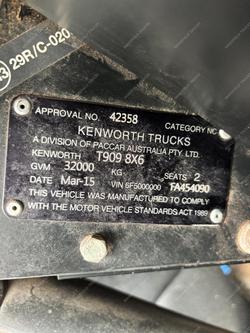 29R/C-020
APPROVAL NO. 42358
CATEGORY NC
KENWORTH TRUCKS
A DIVISION OF PACCAR AUSTRALIA PTY. LTD.
KENWORTH T909 8X6
GVM 32000 KG SEATS 2
DATE Mar-15 VIN 6F5000000 FA454090
THIS VEHICLE WAS MANUFACTURED TO COMPLY
WITH THE MOTOR VEHICLE STANDARDS ACT 1989